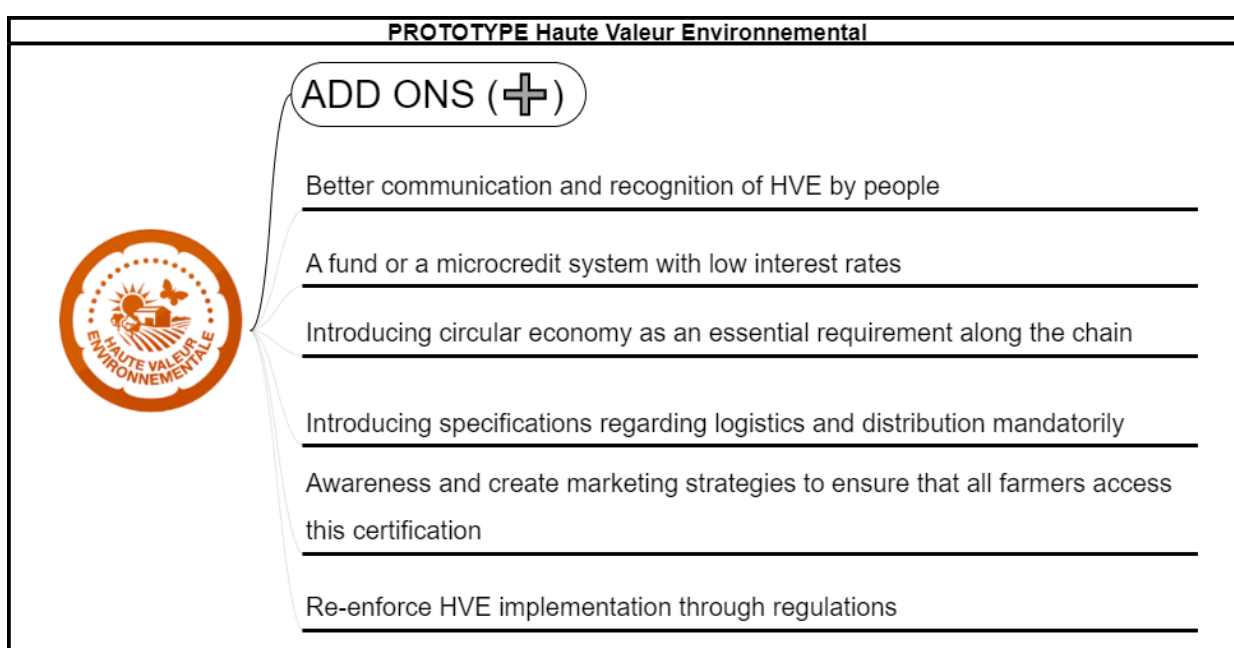 PROTOTYPE Haute Valeur Environnemental
ADD ONS (+)
Better communication and recognition of HVE by people
A fund or a microcredit system with low interest rates
Introducing circular economy as an essential requirement along the chain
HAUTE VALEUR
ENVIRONNEMENTALE
Introducing specifications regarding logistics and distribution mandatorily
Awareness and create marketing strategies to ensure that all farmers access
this certification
Re-enforce HVE implementation through regulations